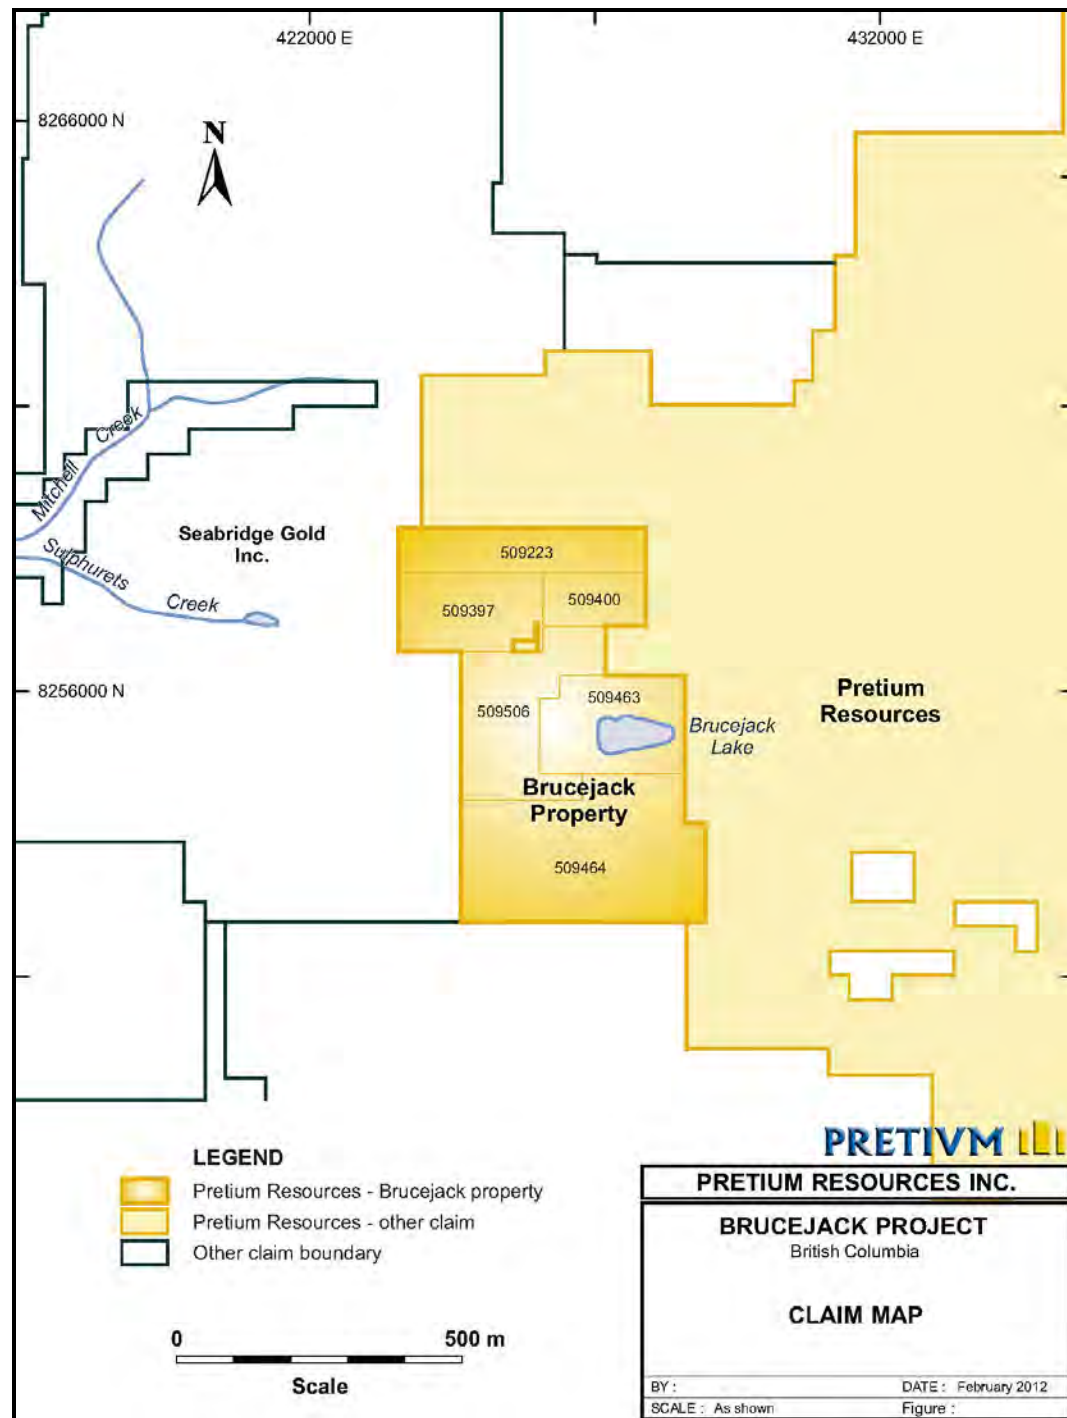 422000 E
432000 E
8266000 N
N
Mitchell Creek
Seabridge Gold
Inc.
Sulphurets Creek
509223
509397
509400
8256000 N
509506
509463
Brucejack
Lake
Pretium
Resources
Brucejack
Property
509464
LEGEND
Pretium Resources - Brucejack property
Pretium Resources - other claim
Other claim boundary
0 500 m
Scale
PRETIVM
PRETIUM RESOURCES INC.
BRUCEJACK PROJECT
British Columbia
CLAIM MAP
BY :
DATE : February 2012
SCALE : As shown
Figure :